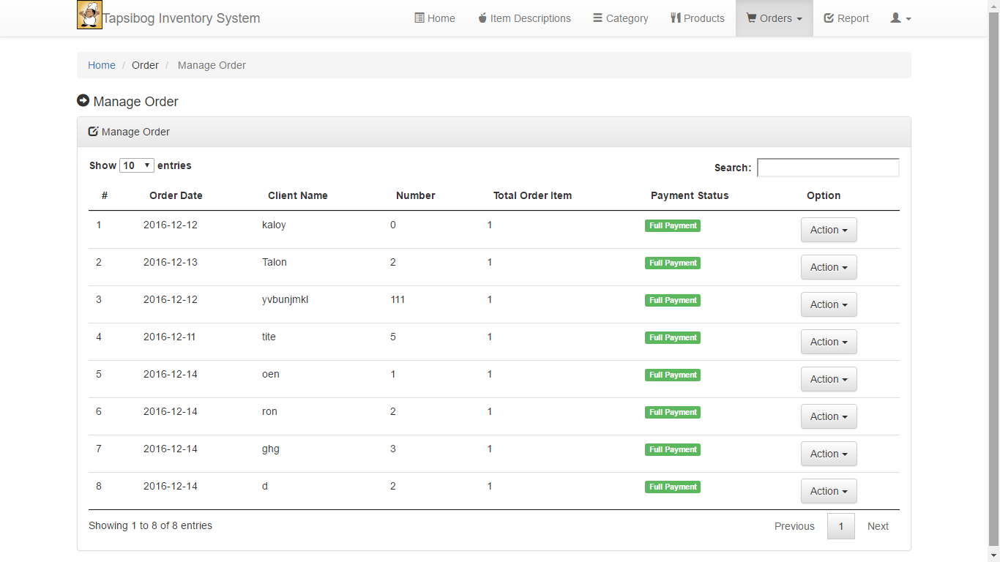 Tapsibog Inventory System Home Item Descriptions Category Products Orders Report
Home / Order / Manage Order
Manage Order
Manage Order
Show 10 entries Search:
# Order Date Client Name Number Total Order Item Payment Status Option
1 2016-12-12 kaloy 0 1 Full Payment Action
2 2016-12-13 Talon 2 1 Full Payment Action
3 2016-12-12 yvbunjmkl 111 1 Full Payment Action
4 2016-12-11 tite 5 1 Full Payment Action
5 2016-12-14 oen 1 1 Full Payment Action
6 2016-12-14 ron 2 1 Full Payment Action
7 2016-12-14 ghg 3 1 Full Payment Action
8 2016-12-14 d 2 1 Full Payment Action
Showing 1 to 8 of 8 entries Previous 1 Next